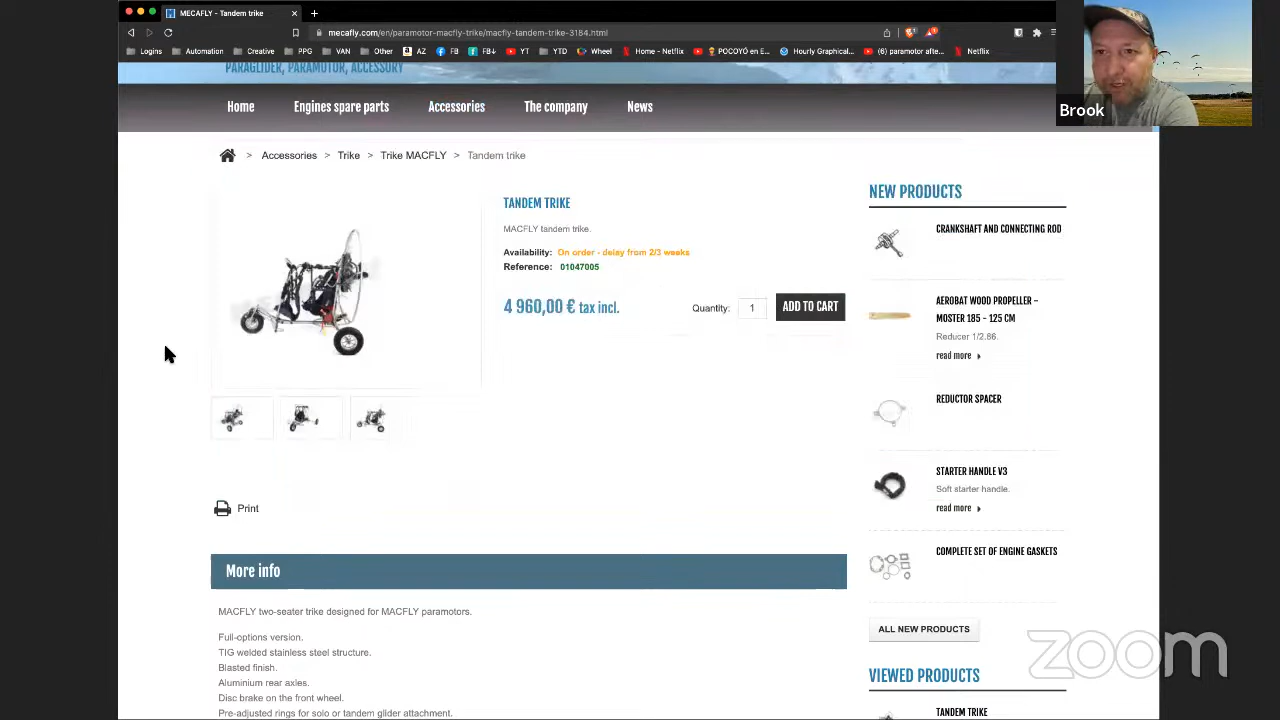 MECAFLY - Tandem trike
mecafly.com/en/paramotor-macfly-trike/macfly-tandem-trike-3184.html
Logins
Automation
Creative
PPG
VAN
Other
AZ
FB
FB↓
YT
YTD
Wheel
Home - Netflix
POCOYÓ en E...
Hourly Graphical...
(6) paramotor afte...
Netflix
Brook
PARAGLIDER, PARAMOTOR, ACCESSORY
Home
Engines spare parts
Accessories
The company
News
> Accessories > Trike > Trike MACFLY > Tandem trike
TANDEM TRIKE
MACFLY tandem trike.
Availability: On order - delay from 2/3 weeks
Reference: 01047005
4 960,00 € tax incl.
Quantity: 1
ADD TO CART
Print
More info
MACFLY two-seater trike designed for MACFLY paramotors.
Full-options version.
TIG welded stainless steel structure.
Blasted finish.
Aluminium rear axles.
Disc brake on the front wheel.
Pre-adjusted rings for solo or tandem glider attachment.
NEW PRODUCTS
CRANKSHAFT AND CONNECTING ROD
AEROBAT WOOD PROPELLER -
MOSTER 185 - 125 CM
Reducer 1/2.86.
read more
REDUCTOR SPACER
STARTER HANDLE V3
Soft starter handle.
read more
COMPLETE SET OF ENGINE GASKETS
ALL NEW PRODUCTS
VIEWED PRODUCTS
TANDEM TRIKE
zoom